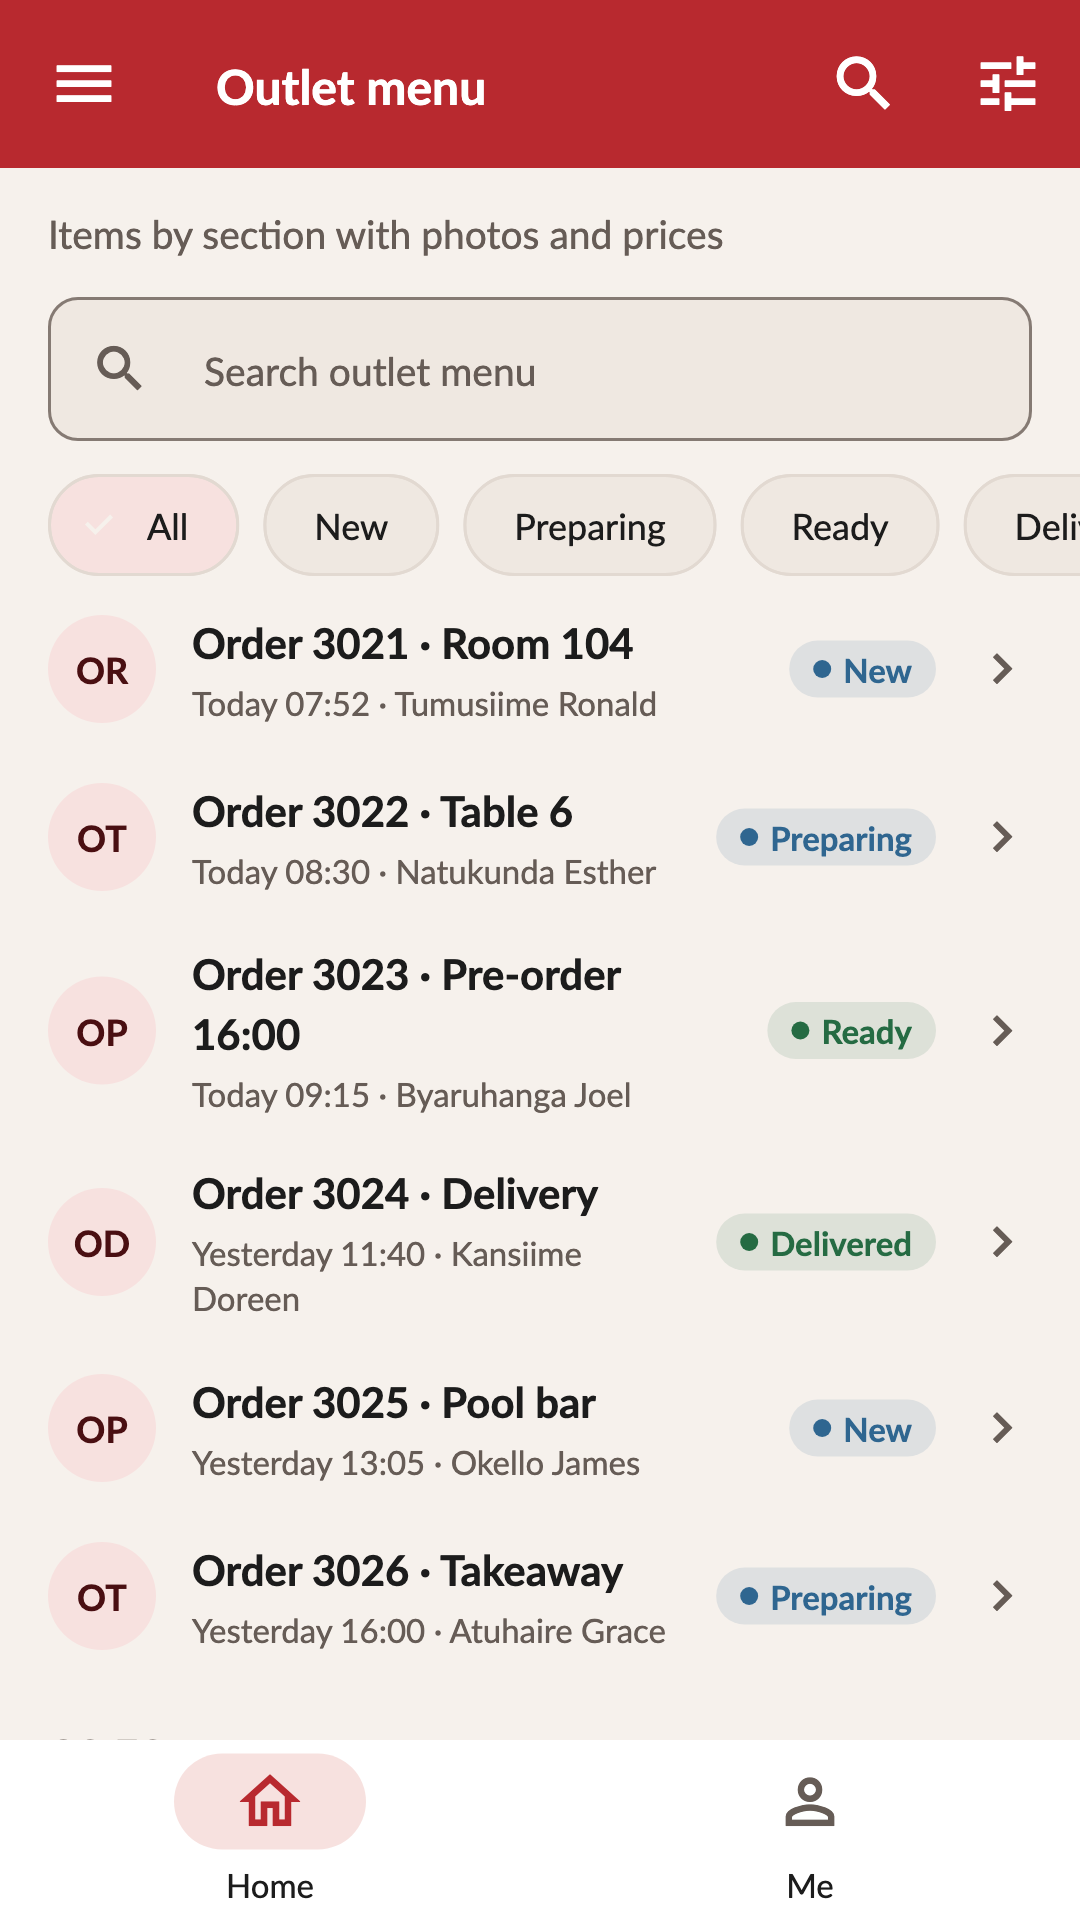 Outlet menu
Items by section with photos and prices
Search outlet menu
All
New
Preparing
Ready
Deli
OR
Order 3021 · Room 104
Today 07:52 · Tumusiime Ronald
New
OT
Order 3022 · Table 6
Today 08:30 · Natukunda Esther
Preparing
OP
Order 3023 · Pre-order
16:00
Today 09:15 · Byaruhanga Joel
Ready
OD
Order 3024 · Delivery
Yesterday 11:40 · Kansiime
Doreen
Delivered
OP
Order 3025 · Pool bar
Yesterday 13:05 · Okello James
New
OT
Order 3026 · Takeaway
Yesterday 16:00 · Atuhaire Grace
Preparing
Home
Me